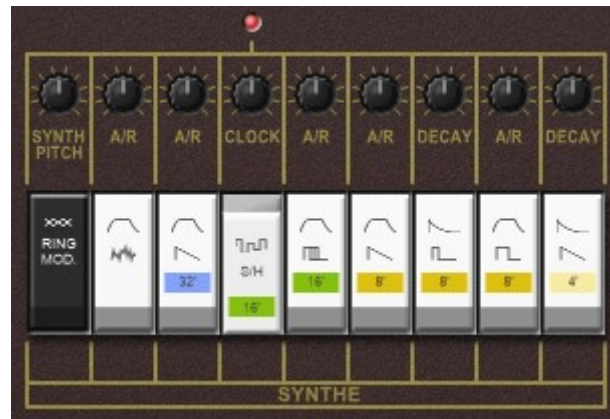 SYNTH PITCH
A/R
A/R
CLOCK
A/R
A/R
DECAY
A/R
DECAY
RING
MOD.
32'
S/H
16'
16'
8'
8'
8'
4'
SYNTHE